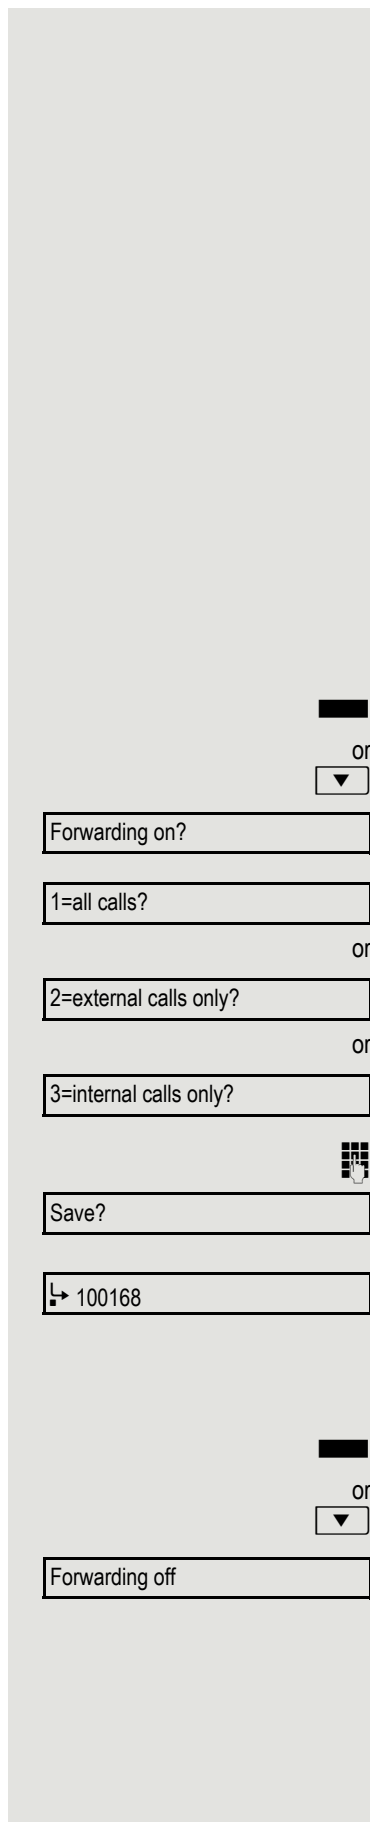 or
Forwarding on?
1=all calls?
or
2=external calls only?
or
3=internal calls only?
Save?
100168
or
Forwarding off